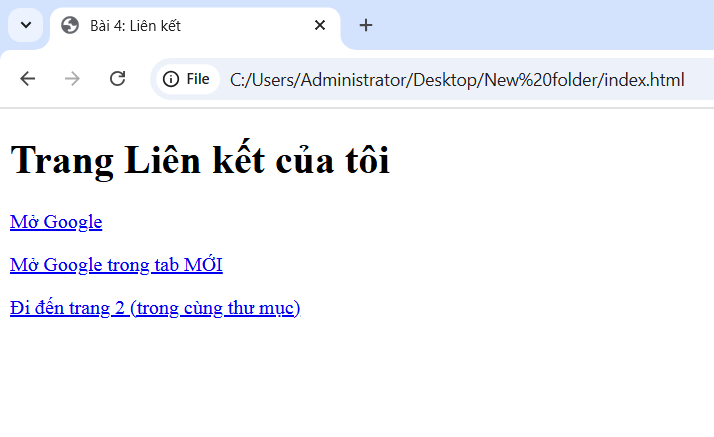 Bài 4: Liên kết
File
C:/Users/Administrator/Desktop/New%20folder/index.html
Trang Liên kết của tôi
Mở Google
Mở Google trong tab MỚI
Đi đến trang 2 (trong cùng thư mục)